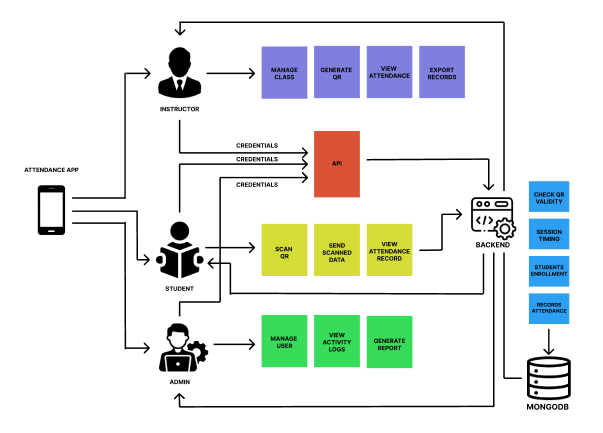 MANAGE
CLASS
GENERATE
QR
VIEW
ATTENDANCE
EXPORT
RECORDS
INSTRUCTOR
CREDENTIALS
CREDENTIALS
CREDENTIALS
API
ATTENDANCE APP
CHECK QR
VALIDITY
SESSION
TIMING
STUDENTS
ENROLLMENT
RECORDS
ATTENDANCE
BACKEND
SCAN
QR
SEND
SCANNED
DATA
VIEW
ATTENDANCE
RECORD
STUDENT
MANAGE
USER
VIEW
ACTIVITY
LOGS
GENERATE
REPORT
ADMIN
MONGODB